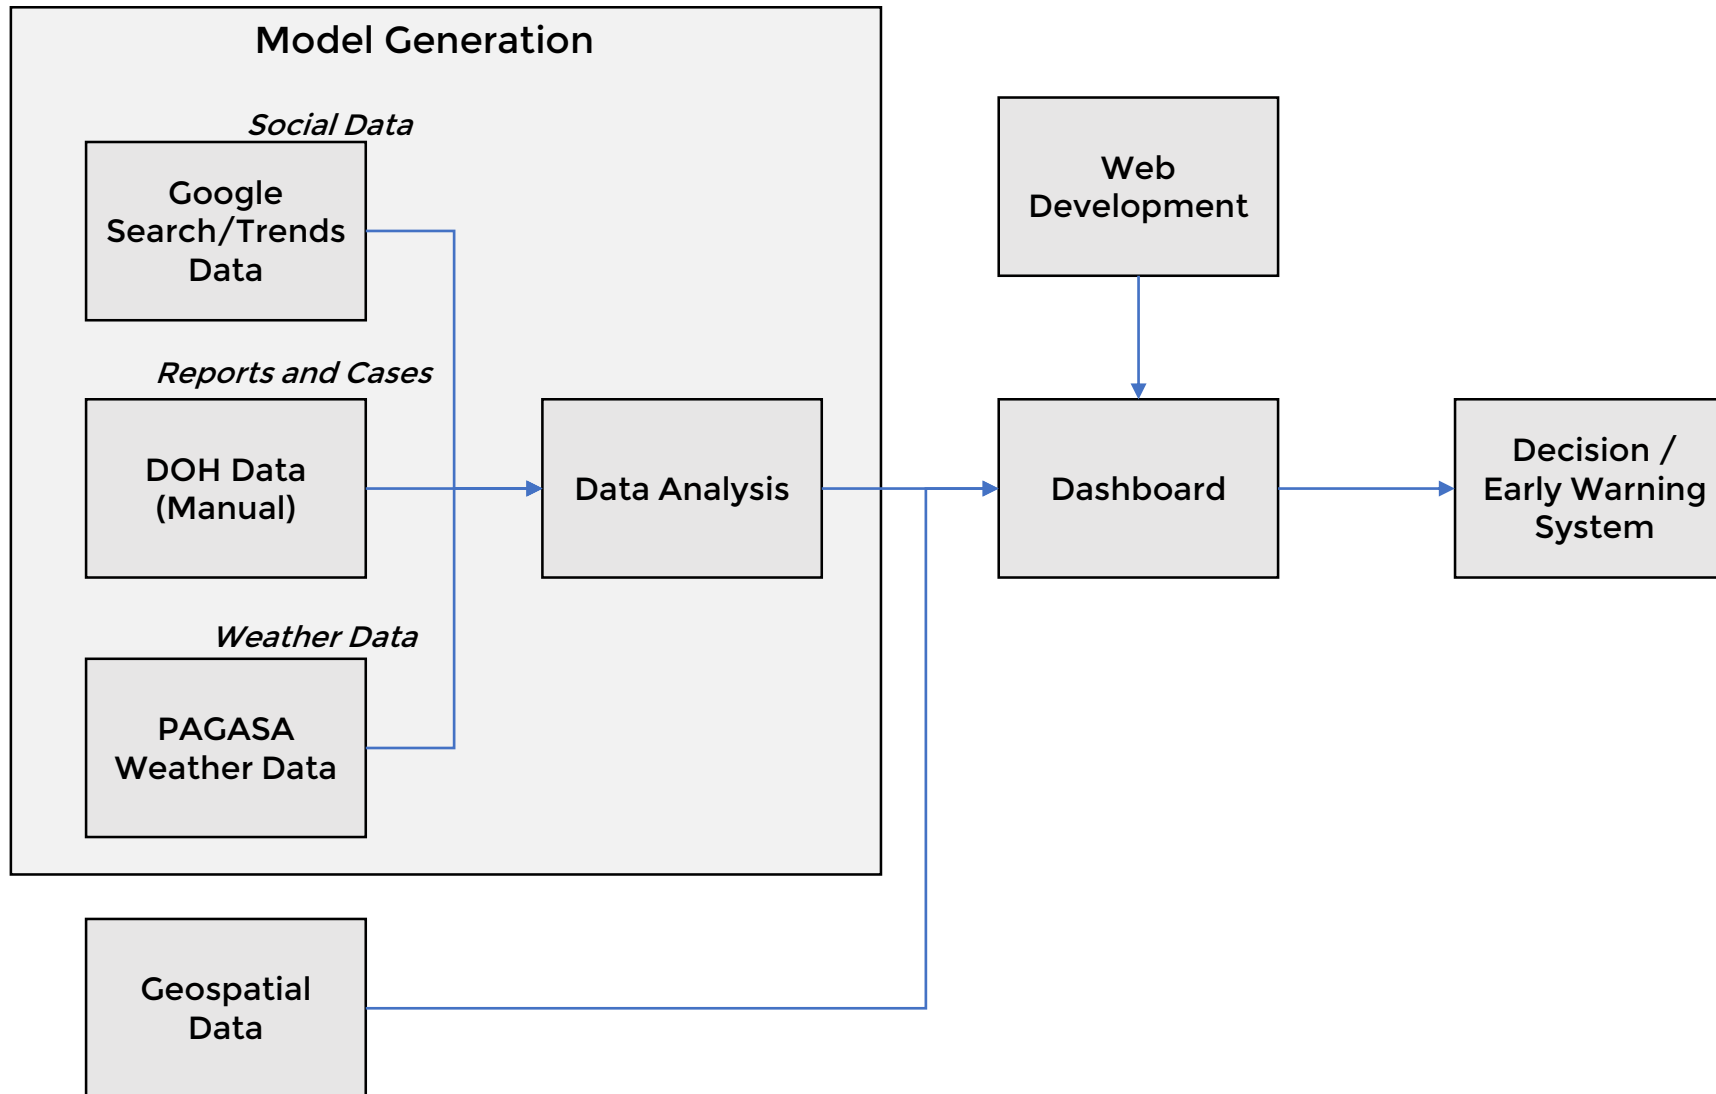 Model Generation
Social Data
Google
Search/Trends
Data
Reports and Cases
DOH Data
(Manual)
Weather Data
PAGASA
Weather Data
Data Analysis
Geospatial
Data
Web
Development
Dashboard
Decision /
Early Warning
System